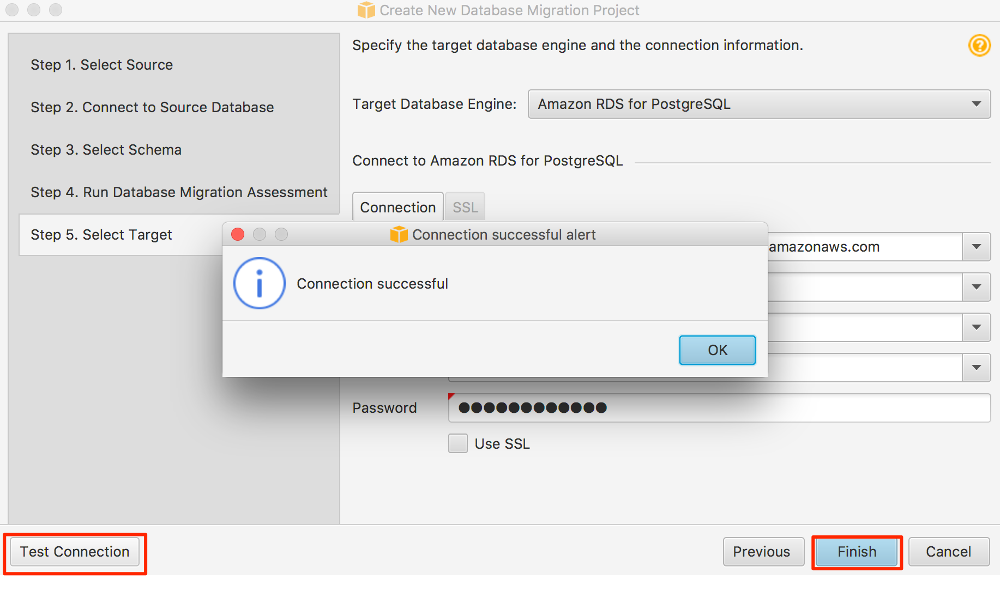 Create New Database Migration Project
Step 1. Select Source
Step 2. Connect to Source Database
Step 3. Select Schema
Step 4. Run Database Migration Assessment
Step 5. Select Target
Specify the target database engine and the connection information.
?
Target Database Engine: Amazon RDS for PostgreSQL
Connect to Amazon RDS for PostgreSQL
Connection SSL
amazonaws.com
Connection successful alert
i
Connection successful
OK
Password ●●●●●●●●●●●●
Use SSL
Test Connection Previous Finish Cancel